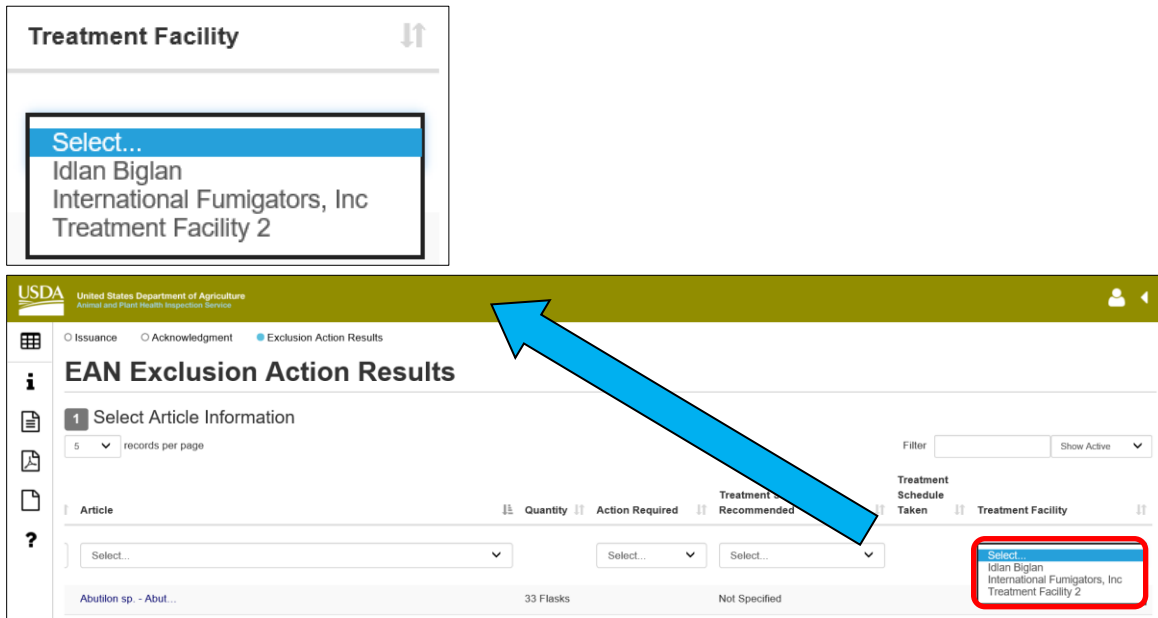 Treatment Facility
Select...
Idlan Biglan
International Fumigators, Inc
Treatment Facility 2
USDA
United States Department of Agriculture
Animal and Plant Health Inspection Service
Issuance Acknowledgment Exclusion Action Results
EAN Exclusion Action Results
1 Select Article Information
5 records per page
Filter Show Active
Article Quantity Action Required Treatment Recommended Treatment Schedule Taken Treatment Facility
Select... Select... Select... Select...
Idlan Biglan
International Fumigators, Inc
Treatment Facility 2
Abutilon sp. - Abut... 33 Flasks Not Specified